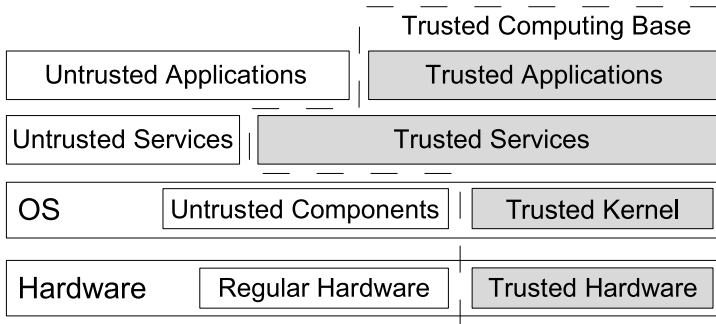 Trusted Computing Base
Untrusted Applications
Trusted Applications
Untrusted Services
Trusted Services
OS
Untrusted Components
Trusted Kernel
Hardware
Regular Hardware
Trusted Hardware